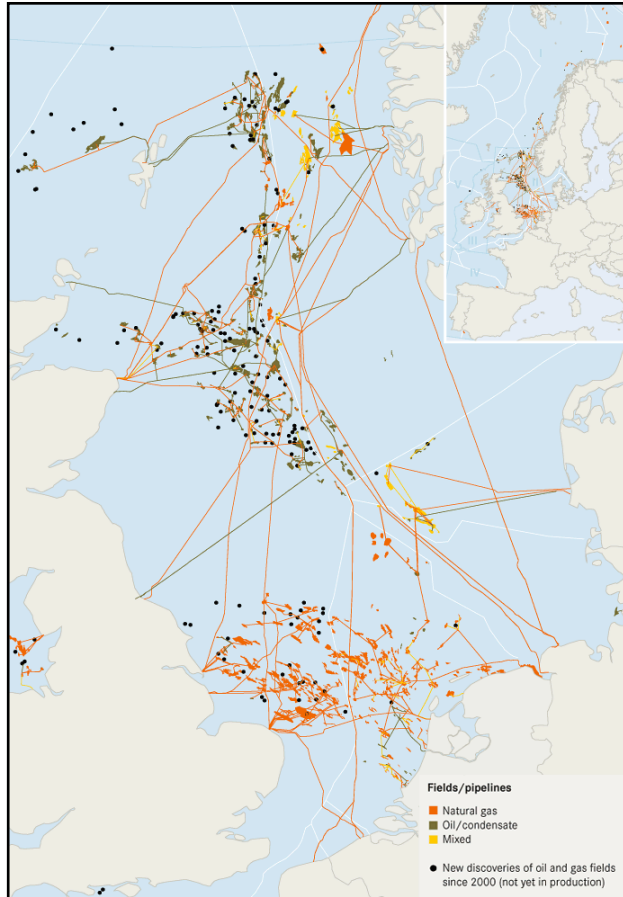 Fields/pipelines
Natural gas
Oil/condensate
Mixed
New discoveries of oil and gas fields
since 2000 (not yet in production)